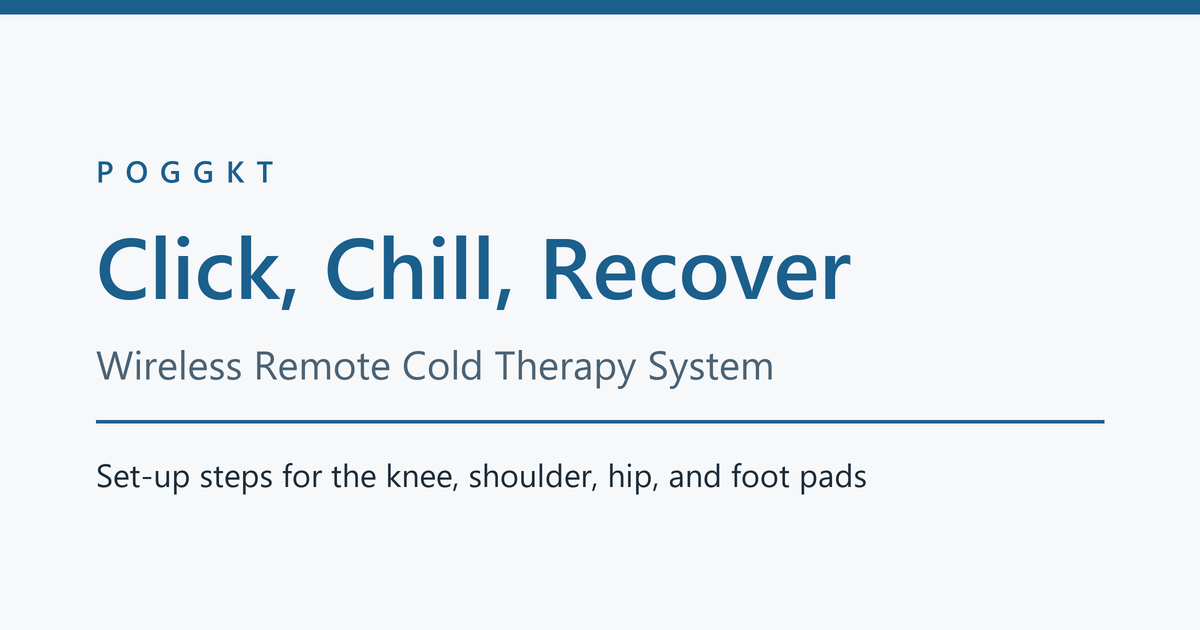 POGGKT
Click, Chill, Recover
Wireless Remote Cold Therapy System
Set-up steps for the knee, shoulder, hip, and foot pads